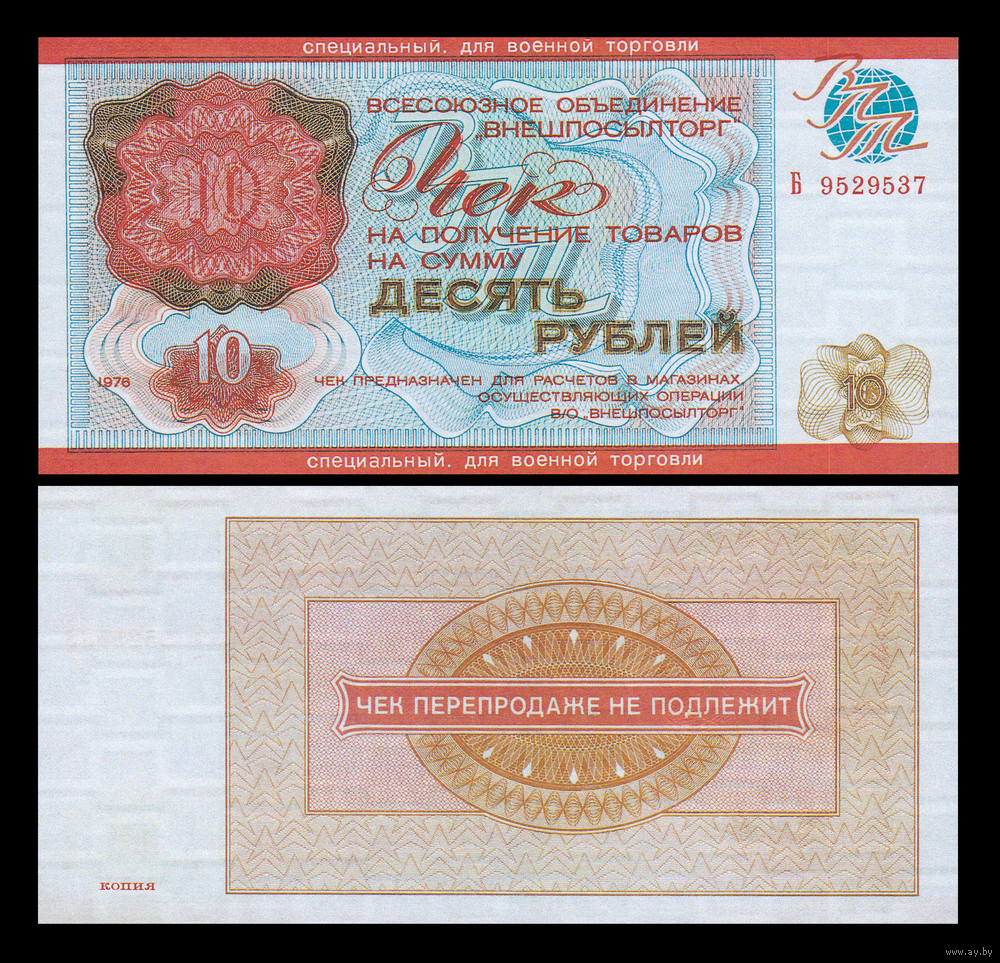 специальный. для военной торговли
ВСЕСОЮЗНОЕ ОБЪЕДИНЕНИЕ
„ВНЕШПОСЫЛТОРГ"
ВПТ
Чек
Б 9529537
10
НА ПОЛУЧЕНИЕ ТОВАРОВ
НА СУММУ
ДЕСЯТЬ
РУБЛЕЙ
10
1976
ЧЕК ПРЕДНАЗНАЧЕН ДЛЯ РАСЧЕТОВ В МАГАЗИНАХ,
ОСУЩЕСТВЛЯЮЩИХ ОПЕРАЦИИ
В/О „ВНЕШПОСЫЛТОРГ"
10
специальный. для военной торговли
ЧЕК ПЕРЕПРОДАЖЕ НЕ ПОДЛЕЖИТ
КОПИЯ
www.ay.by